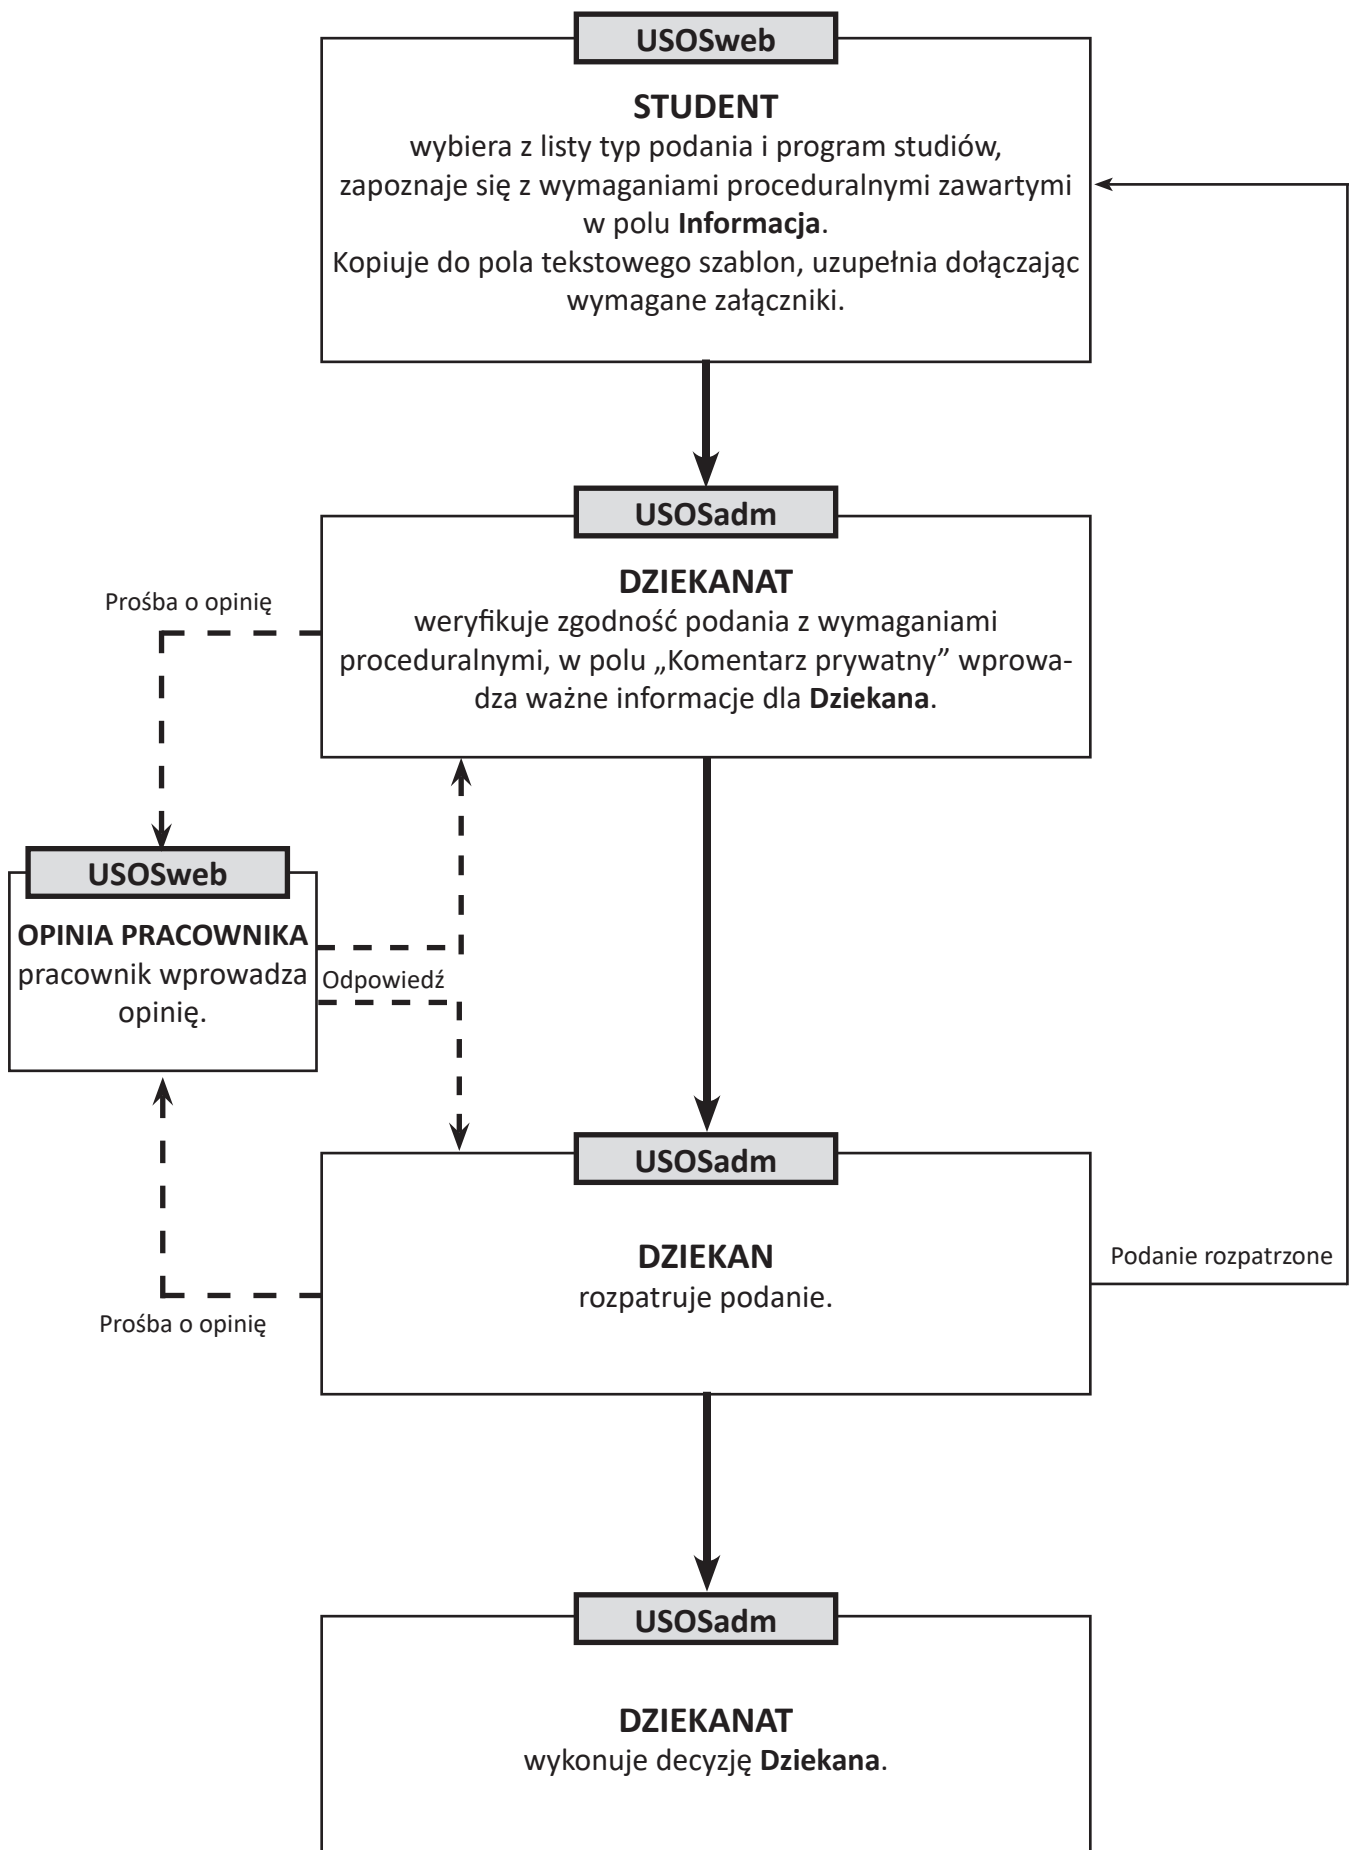 USOSweb
STUDENT
wybiera z listy typ podania i program studiów,
zapoznaje się z wymaganiami proceduralnymi zawartymi
w polu Informacja.
Kopiuje do pola tekstowego szablon, uzupełnia dołączając
wymagane załączniki.
USOSadm
DZIEKANAT
weryfikuje zgodność podania z wymaganiami
proceduralnymi, w polu „Komentarz prywatny” wprowa-
dza ważne informacje dla Dziekana.
Prośba o opinię
USOSweb
OPINIA PRACOWNIKA
pracownik wprowadza
opinię.
Odpowiedź
USOSadm
DZIEKAN
rozpatruje podanie.
Podanie rozpatrzone
Prośba o opinię
USOSadm
DZIEKANAT
wykonuje decyzję Dziekana.